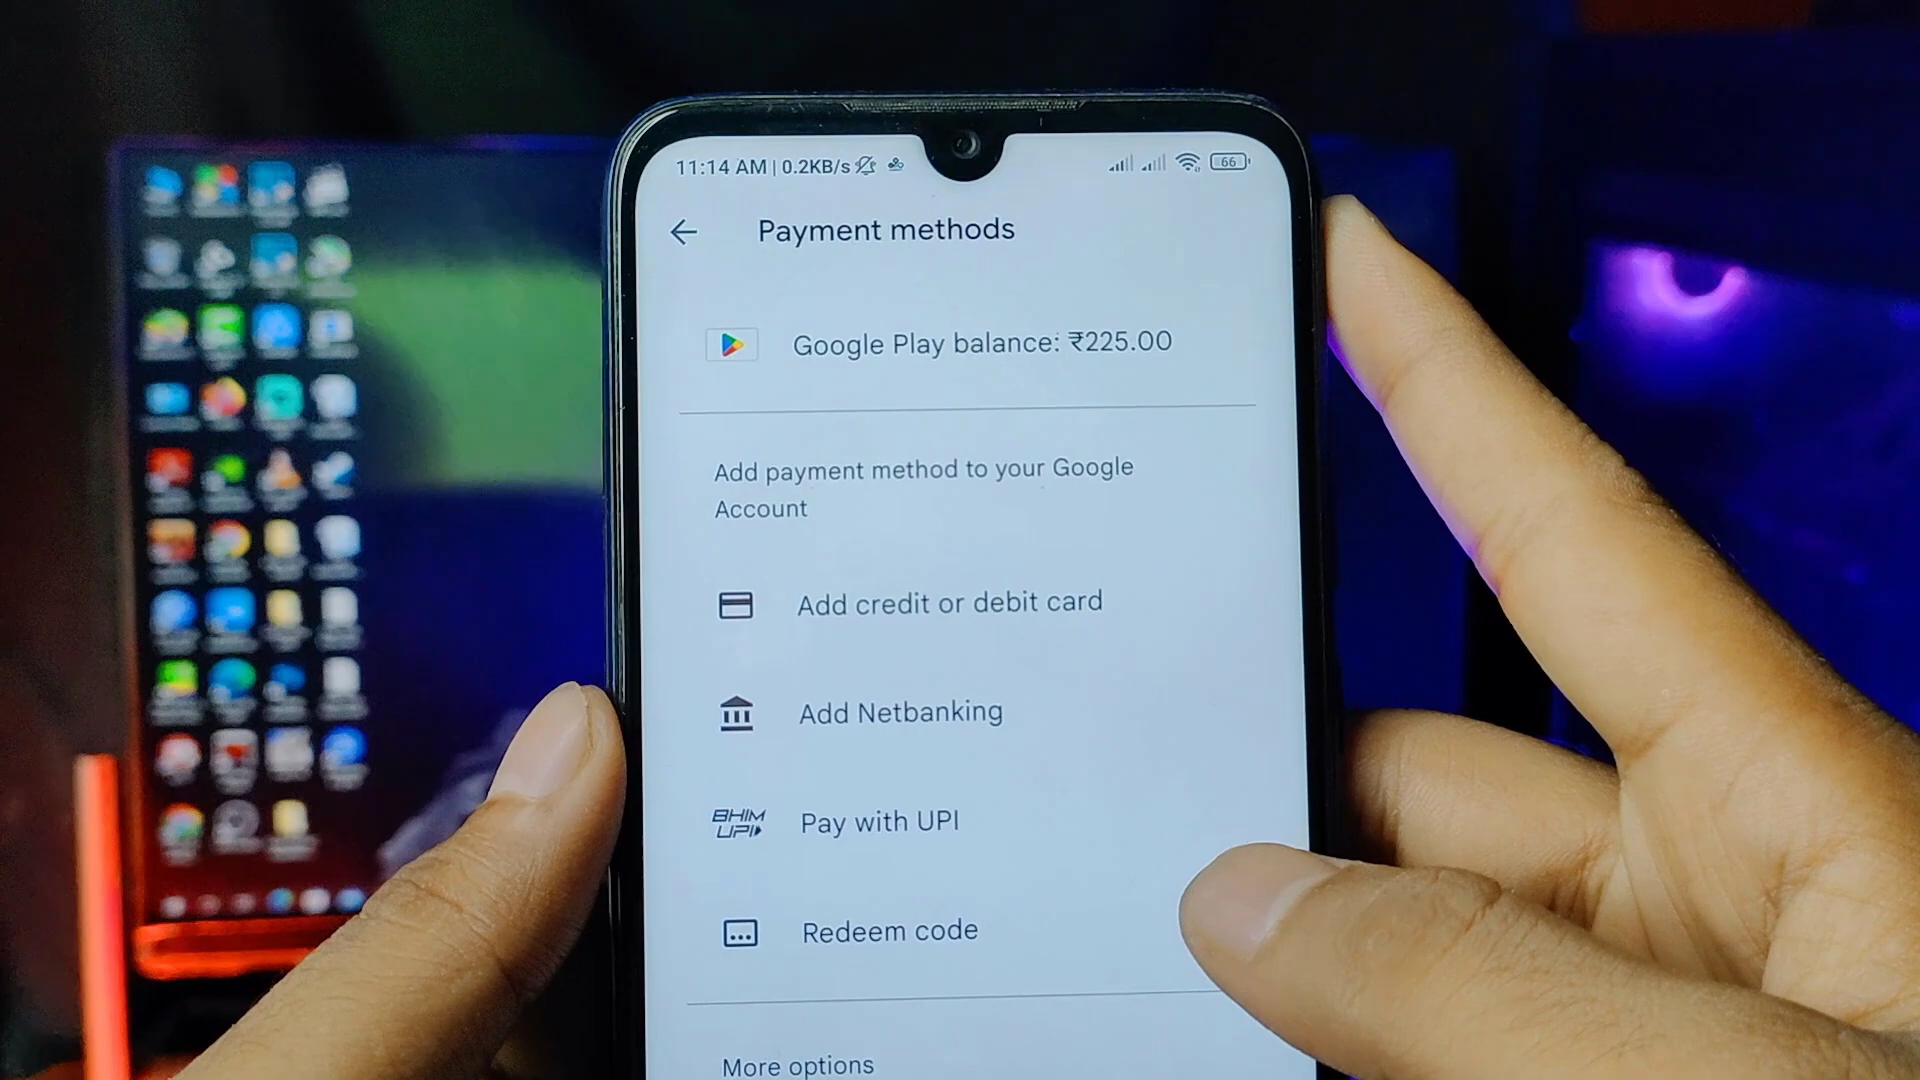 11:14 AM | 0.2KB/s
66
Payment methods
Google Play balance: ₹225.00
Add payment method to your Google
Account
Add credit or debit card
Add Netbanking
BHIM
UPI
Pay with UPI
Redeem code
More options